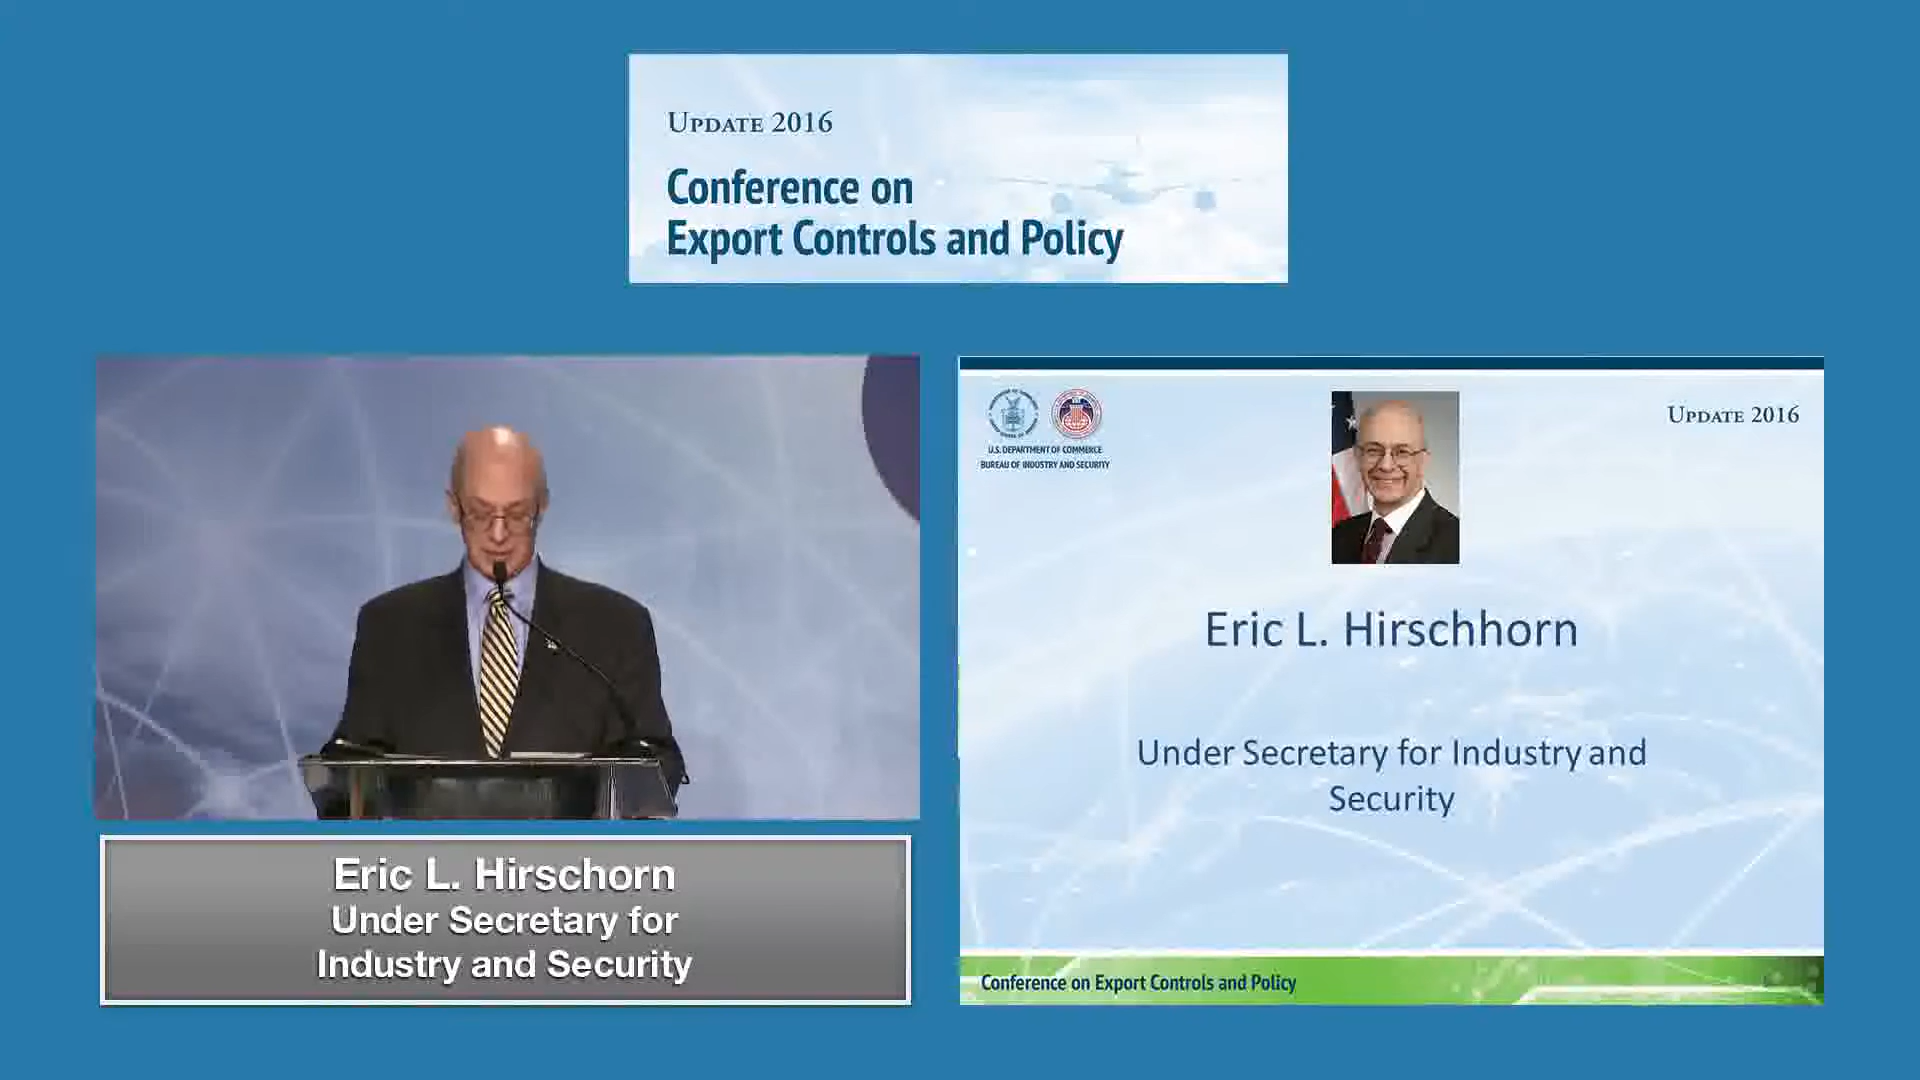 UPDATE 2016
Conference on
Export Controls and Policy
Eric L. Hirschorn
Under Secretary for
Industry and Security
U.S. DEPARTMENT OF COMMERCE
BUREAU OF INDUSTRY AND SECURITY
UPDATE 2016
Eric L. Hirschhorn
Under Secretary for Industry and
Security
Conference on Export Controls and Policy